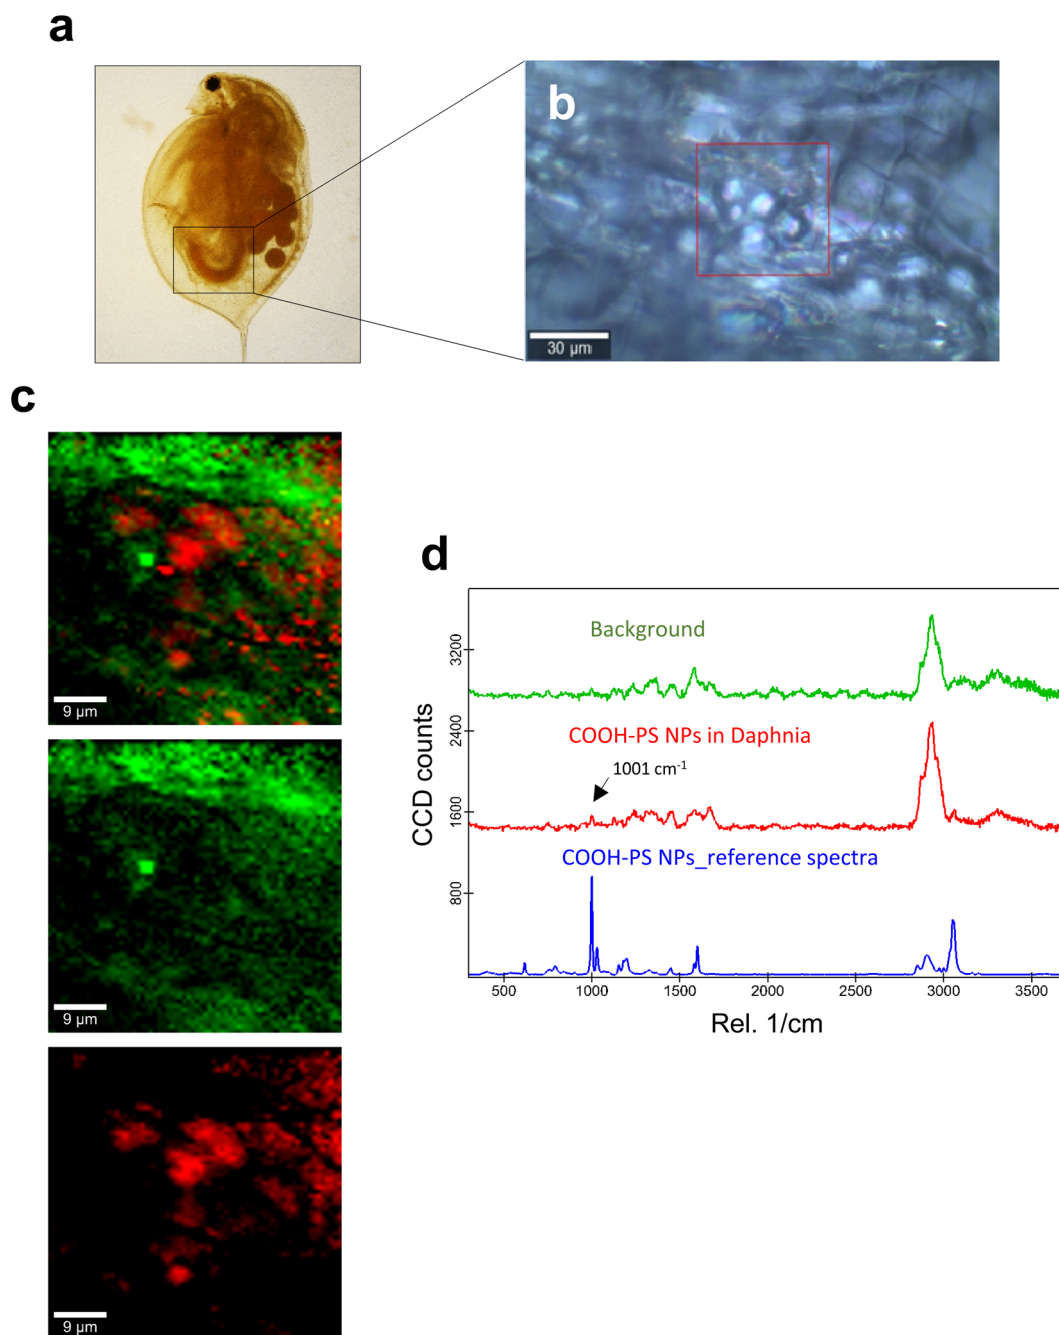 a
b
30 μm
c
9 μm
9 μm
9 μm
d
Background
COOH-PS NPs in Daphnia
1001 cm⁻¹
COOH-PS NPs_reference spectra
CCD counts
3200
2400
1600
800
500 1000 1500 2000 2500 3000 3500
Rel. 1/cm